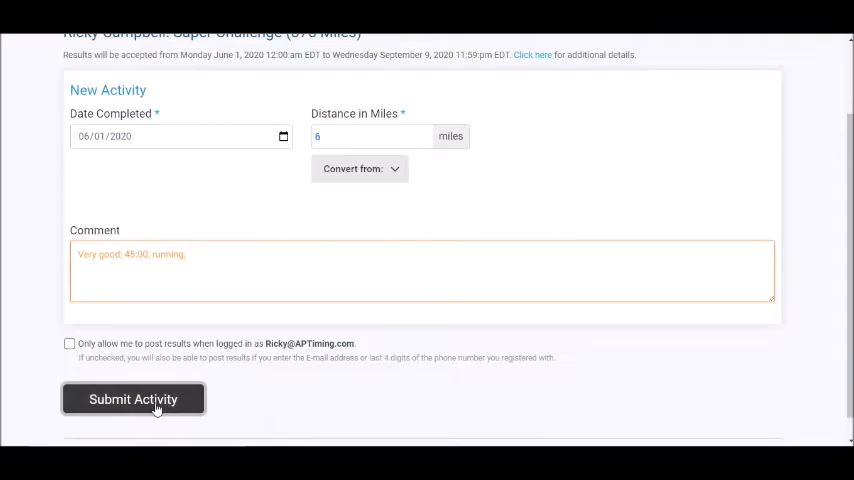 Ricky Campbell: Super Challenge (378 Miles)
Results will be accepted from Monday June 1, 2020 12:00:am EDT to Wednesday September 9, 2020 11:59:pm EDT. Click here for additional details.
New Activity
Date Completed *
Distance in Miles *
06/01/2020
6
miles
Convert from:
Comment
Very good; 45:00; running;
Only allow me to post results when logged in as Ricky@APTiming.com.
If unchecked, you will also be able to post results if you enter the E-mail address or last 4 digits of the phone number you registered with.
Submit Activity